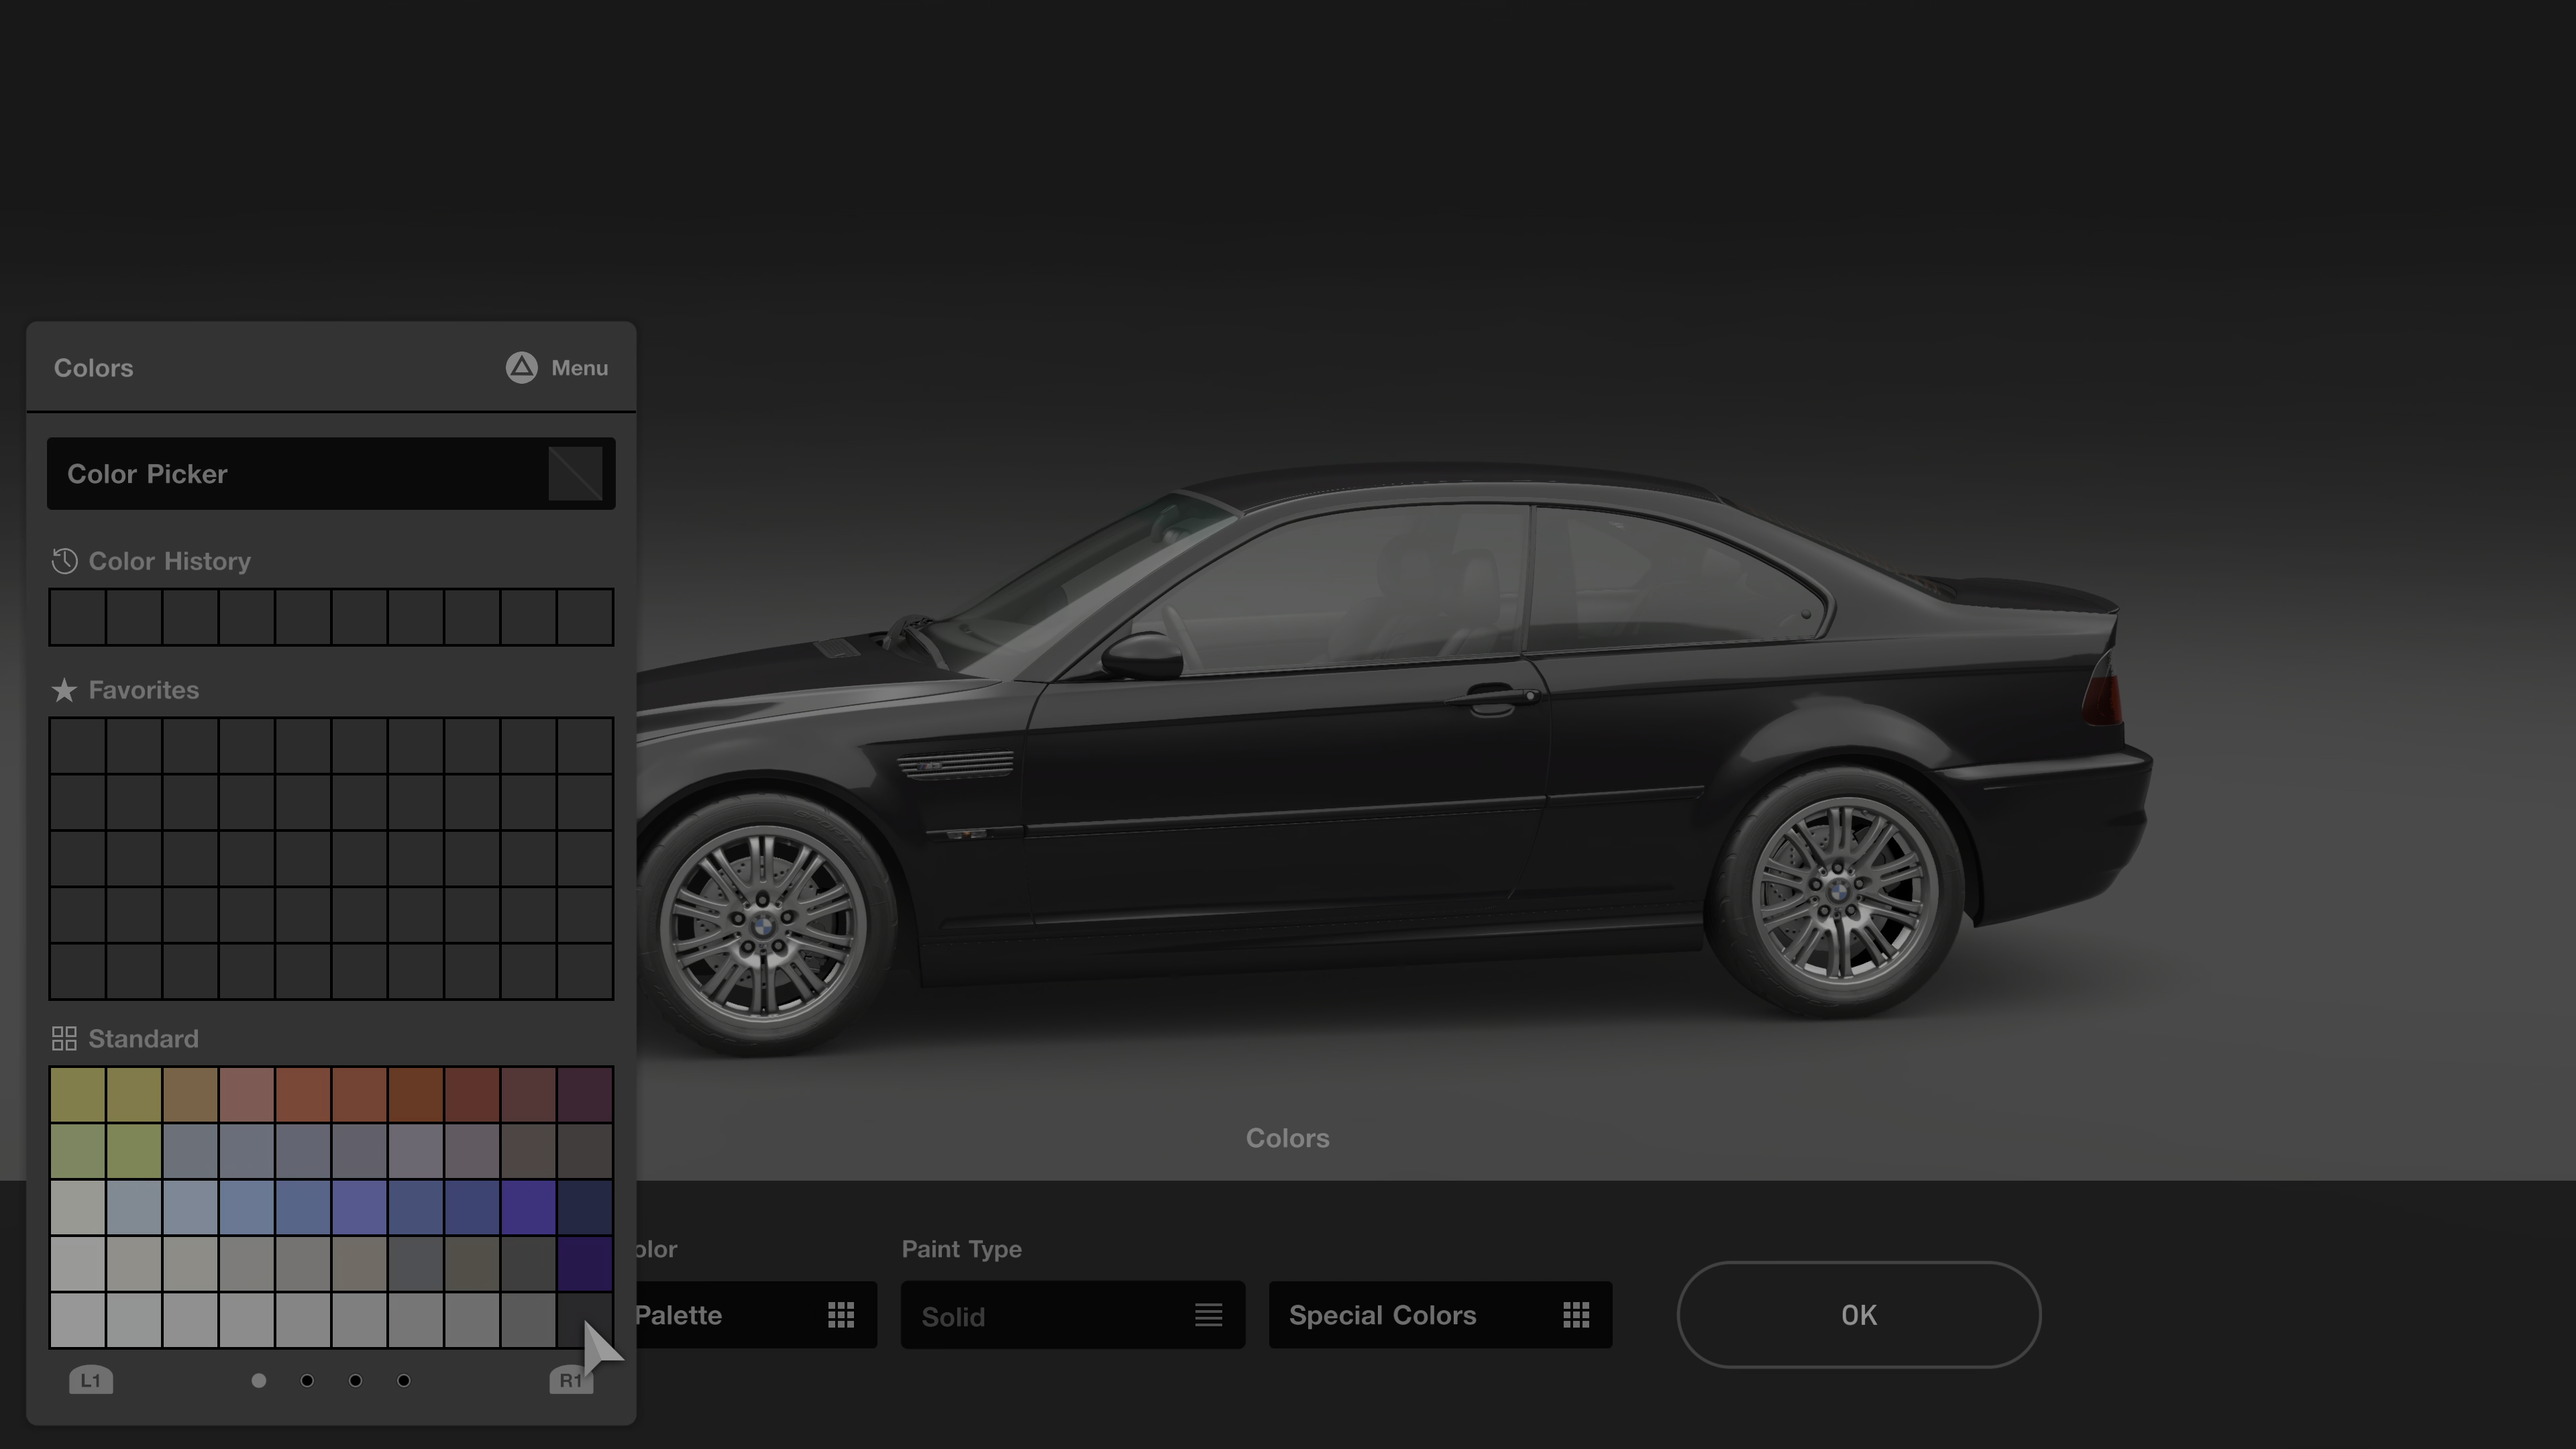 Colors
Menu
Color Picker
Color History
Favorites
Standard
L1
R1
Colors
olor
Palette
Paint Type
Solid
Special Colors
OK